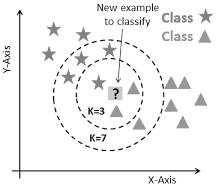 New example
to classify
Class
Class
Y-Axis
?
K=3
K=7
X-Axis